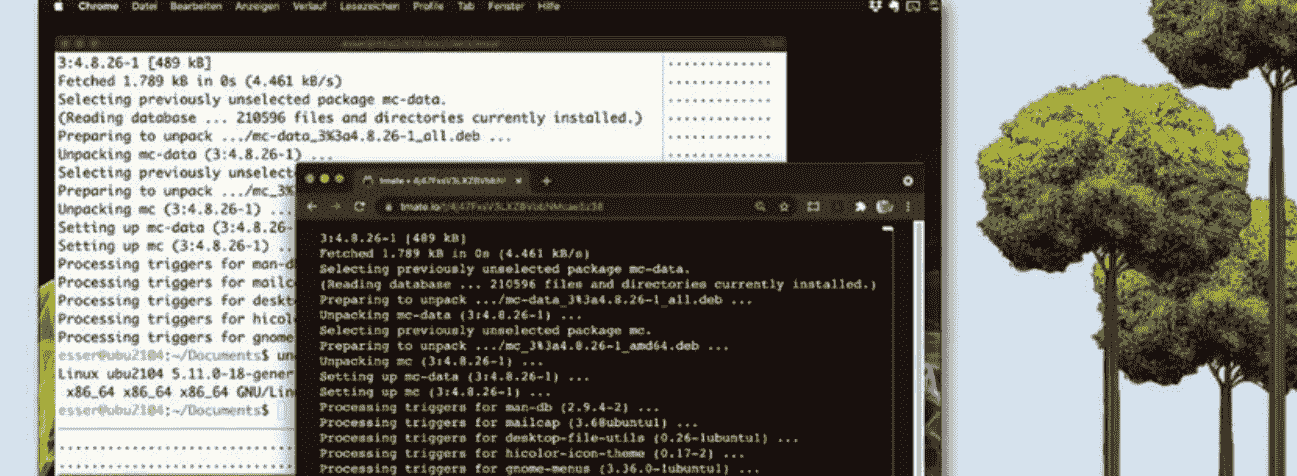 Chrome Datei Bearbeiten Anzeigen Verlauf Lesezeichen Profile Tab Fenster Hilfe
3:4.8.26-1 [489 kB]
Fetched 1.789 kB in 0s (4.461 kB/s)
Selecting previously unselected package mc-data.
(Reading database ... 210596 files and directories currently installed.)
Preparing to unpack .../mc-data_3%3a4.8.26-1_all.deb ...
Unpacking mc-data (3:4.8.26-1) ...
Selecting previously unselect
Preparing to unpack .../mc_3%
Unpacking mc (3:4.8.26-1) ...
Setting up mc-data (3:4.8.26-
Setting up mc (3:4.8.26-1) ..
Processing triggers for man-d
Processing triggers for mailc
Processing triggers for deskt
Processing triggers for hicol
Processing triggers for gnome
esser@ubu2104:~/Documents$ un
Linux ubu2104 5.11.0-18-gener
x86_64 x86_64 x86_64 GNU/Lin
esser@ubu2104:~/Documents$
tmate.io
3:4.8.26-1 [489 kB]
Fetched 1.789 kB in 0s (4.461 kB/s)
Selecting previously unselected package mc-data.
(Reading database ... 210596 files and directories currently installed.)
Preparing to unpack .../mc-data_3%3a4.8.26-1_all.deb ...
Unpacking mc-data (3:4.8.26-1) ...
Selecting previously unselected package mc.
Preparing to unpack .../mc_3%3a4.8.26-1_amd64.deb ...
Unpacking mc (3:4.8.26-1) ...
Setting up mc-data (3:4.8.26-1) ...
Setting up mc (3:4.8.26-1) ...
Processing triggers for man-db (2.9.4-2) ...
Processing triggers for mailcap (3.68ubuntu1) ...
Processing triggers for desktop-file-utils (0.26-1ubuntu1) ...
Processing triggers for hicolor-icon-theme (0.17-2) ...
Processing triggers for gnome-menus (3.36.0-1ubuntu1) ...